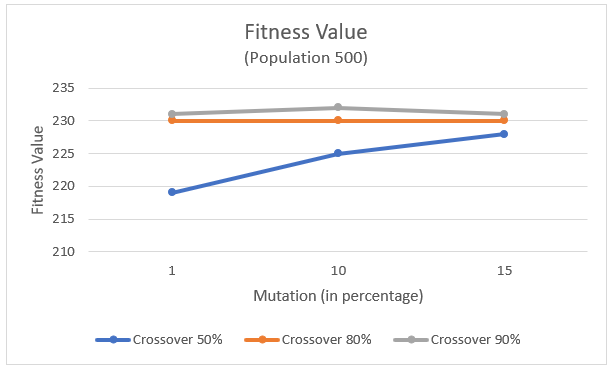 Fitness Value
(Population 500)
235
230
225
220
215
210
Fitness Value
1 10 15
Mutation (in percentage)
Crossover 50% Crossover 80% Crossover 90%